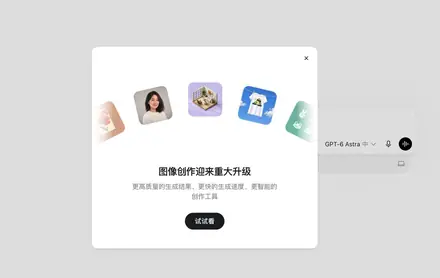 图像创作迎来重大升级
更高质量的生成结果、更快的生成速度、更智能的
创作工具
试试看
GPT-6 Astra 中